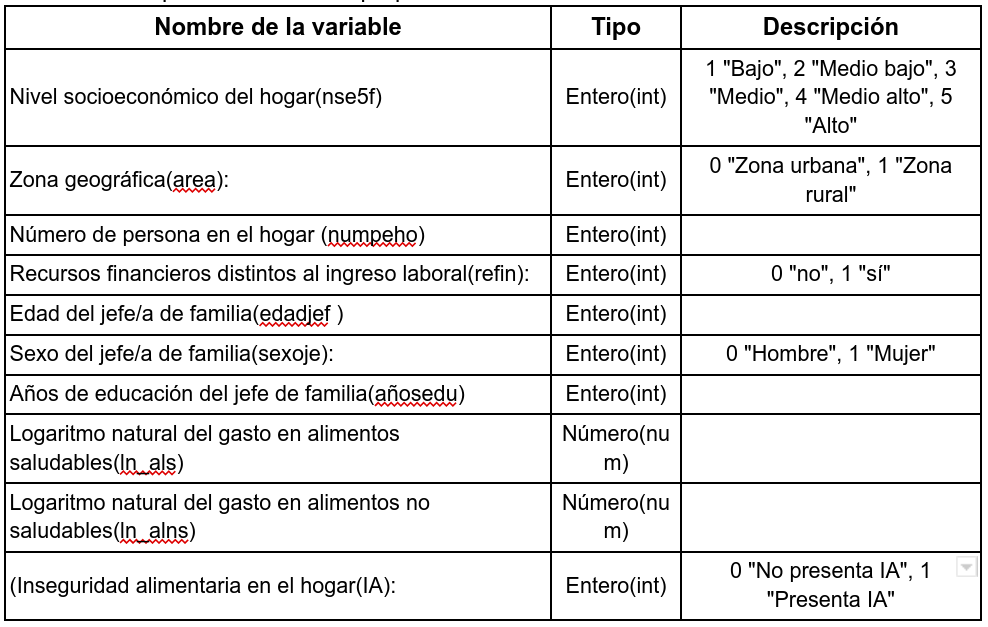 Nombre de la variable Tipo Descripción
Nivel socioeconómico del hogar(nse5f) Entero(int) 1 "Bajo", 2 "Medio bajo", 3
"Medio", 4 "Medio alto", 5
"Alto"
Zona geográfica(area): Entero(int) 0 "Zona urbana", 1 "Zona
rural"
Número de persona en el hogar (numpeho) Entero(int)
Recursos financieros distintos al ingreso laboral(refin): Entero(int) 0 "no", 1 "sí"
Edad del jefe/a de familia(edadjef ) Entero(int)
Sexo del jefe/a de familia(sexoje): Entero(int) 0 "Hombre", 1 "Mujer"
Años de educación del jefe de familia(añosedu) Entero(int)
Logaritmo natural del gasto en alimentos
saludables(ln_als) Número(nu
m)
Logaritmo natural del gasto en alimentos no
saludables(ln_alns) Número(nu
m)
(Inseguridad alimentaria en el hogar(IA): Entero(int) 0 "No presenta IA", 1
"Presenta IA"